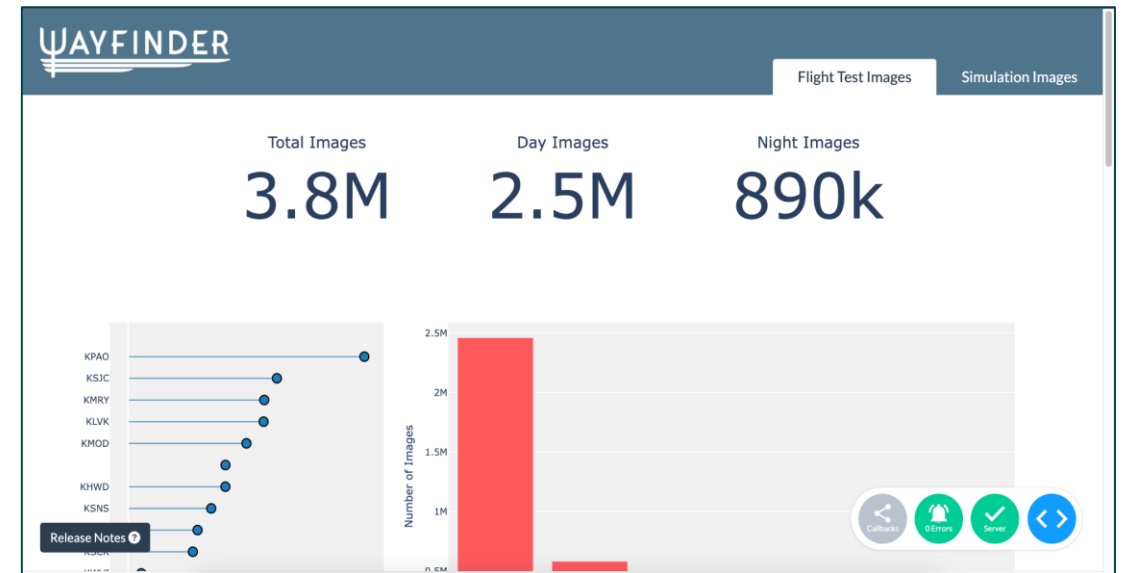 WAYFINDER
Flight Test Images
Simulation Images
Total Images
Day Images
Night Images
3.8M
2.5M
890k
KPAO
KSJC
KMRY
KLVK
KMOD
KHWD
KSNS
2.5M
2M
1.5M
1M
0.5M
Number of Images
Release Notes ?
Callbacks
0 Errors
Server